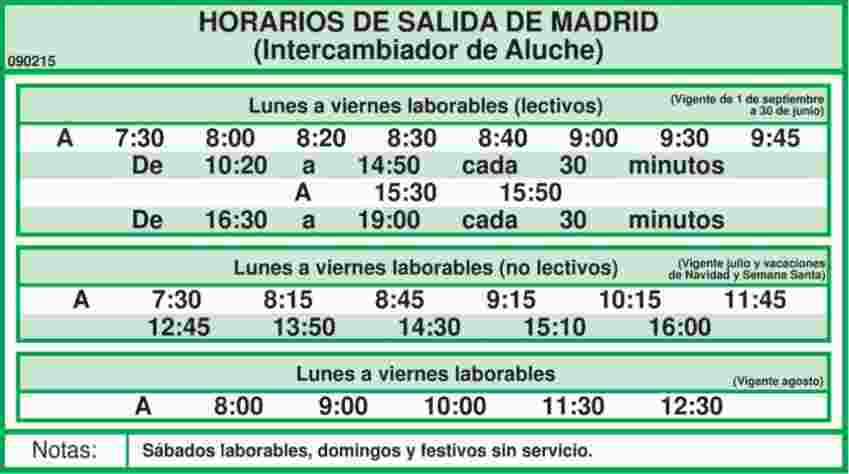 HORARIOS DE SALIDA DE MADRID
(Intercambiador de Aluche)
090215
Lunes a viernes laborables (lectivos)
(Vigente de 1 de septiembre
a 30 de junio)
A 7:30 8:00 8:20 8:30 8:40 9:00 9:30 9:45
De 10:20 a 14:50 cada 30 minutos
A 15:30 15:50
De 16:30 a 19:00 cada 30 minutos
Lunes a viernes laborables (no lectivos)
(Vigente julio y vacaciones
de Navidad y Semana Santa)
A 7:30 8:15 8:45 9:15 10:15 11:45
12:45 13:50 14:30 15:10 16:00
Lunes a viernes laborables
(Vigente agosto)
A 8:00 9:00 10:00 11:30 12:30
Notas: Sábados laborables, domingos y festivos sin servicio.